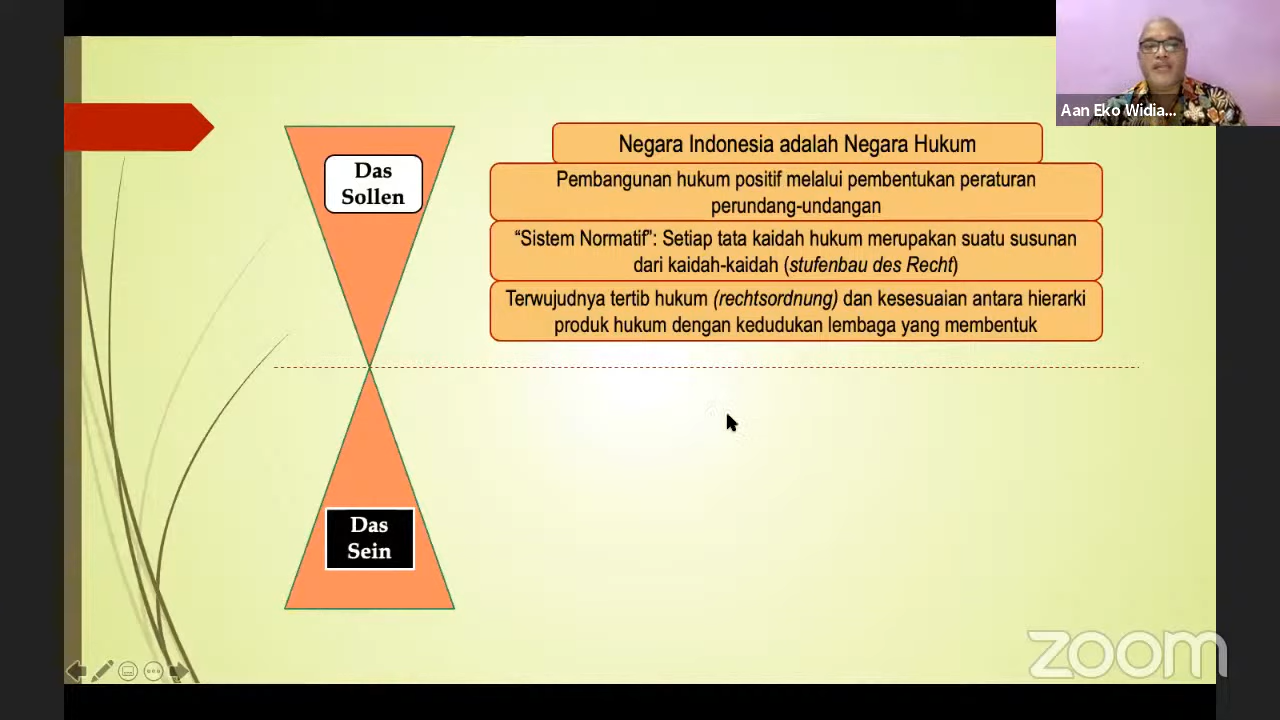 Aan Eko Widia...
Das
Sollen
Negara Indonesia adalah Negara Hukum
Pembangunan hukum positif melalui pembentukan peraturan
perundang-undangan
“Sistem Normatif”: Setiap tata kaidah hukum merupakan suatu susunan
dari kaidah-kaidah (stufenbau des Recht)
Terwujudnya tertib hukum (rechtsordnung) dan kesesuaian antara hierarki
produk hukum dengan kedudukan lembaga yang membentuk
Das
Sein
zoom